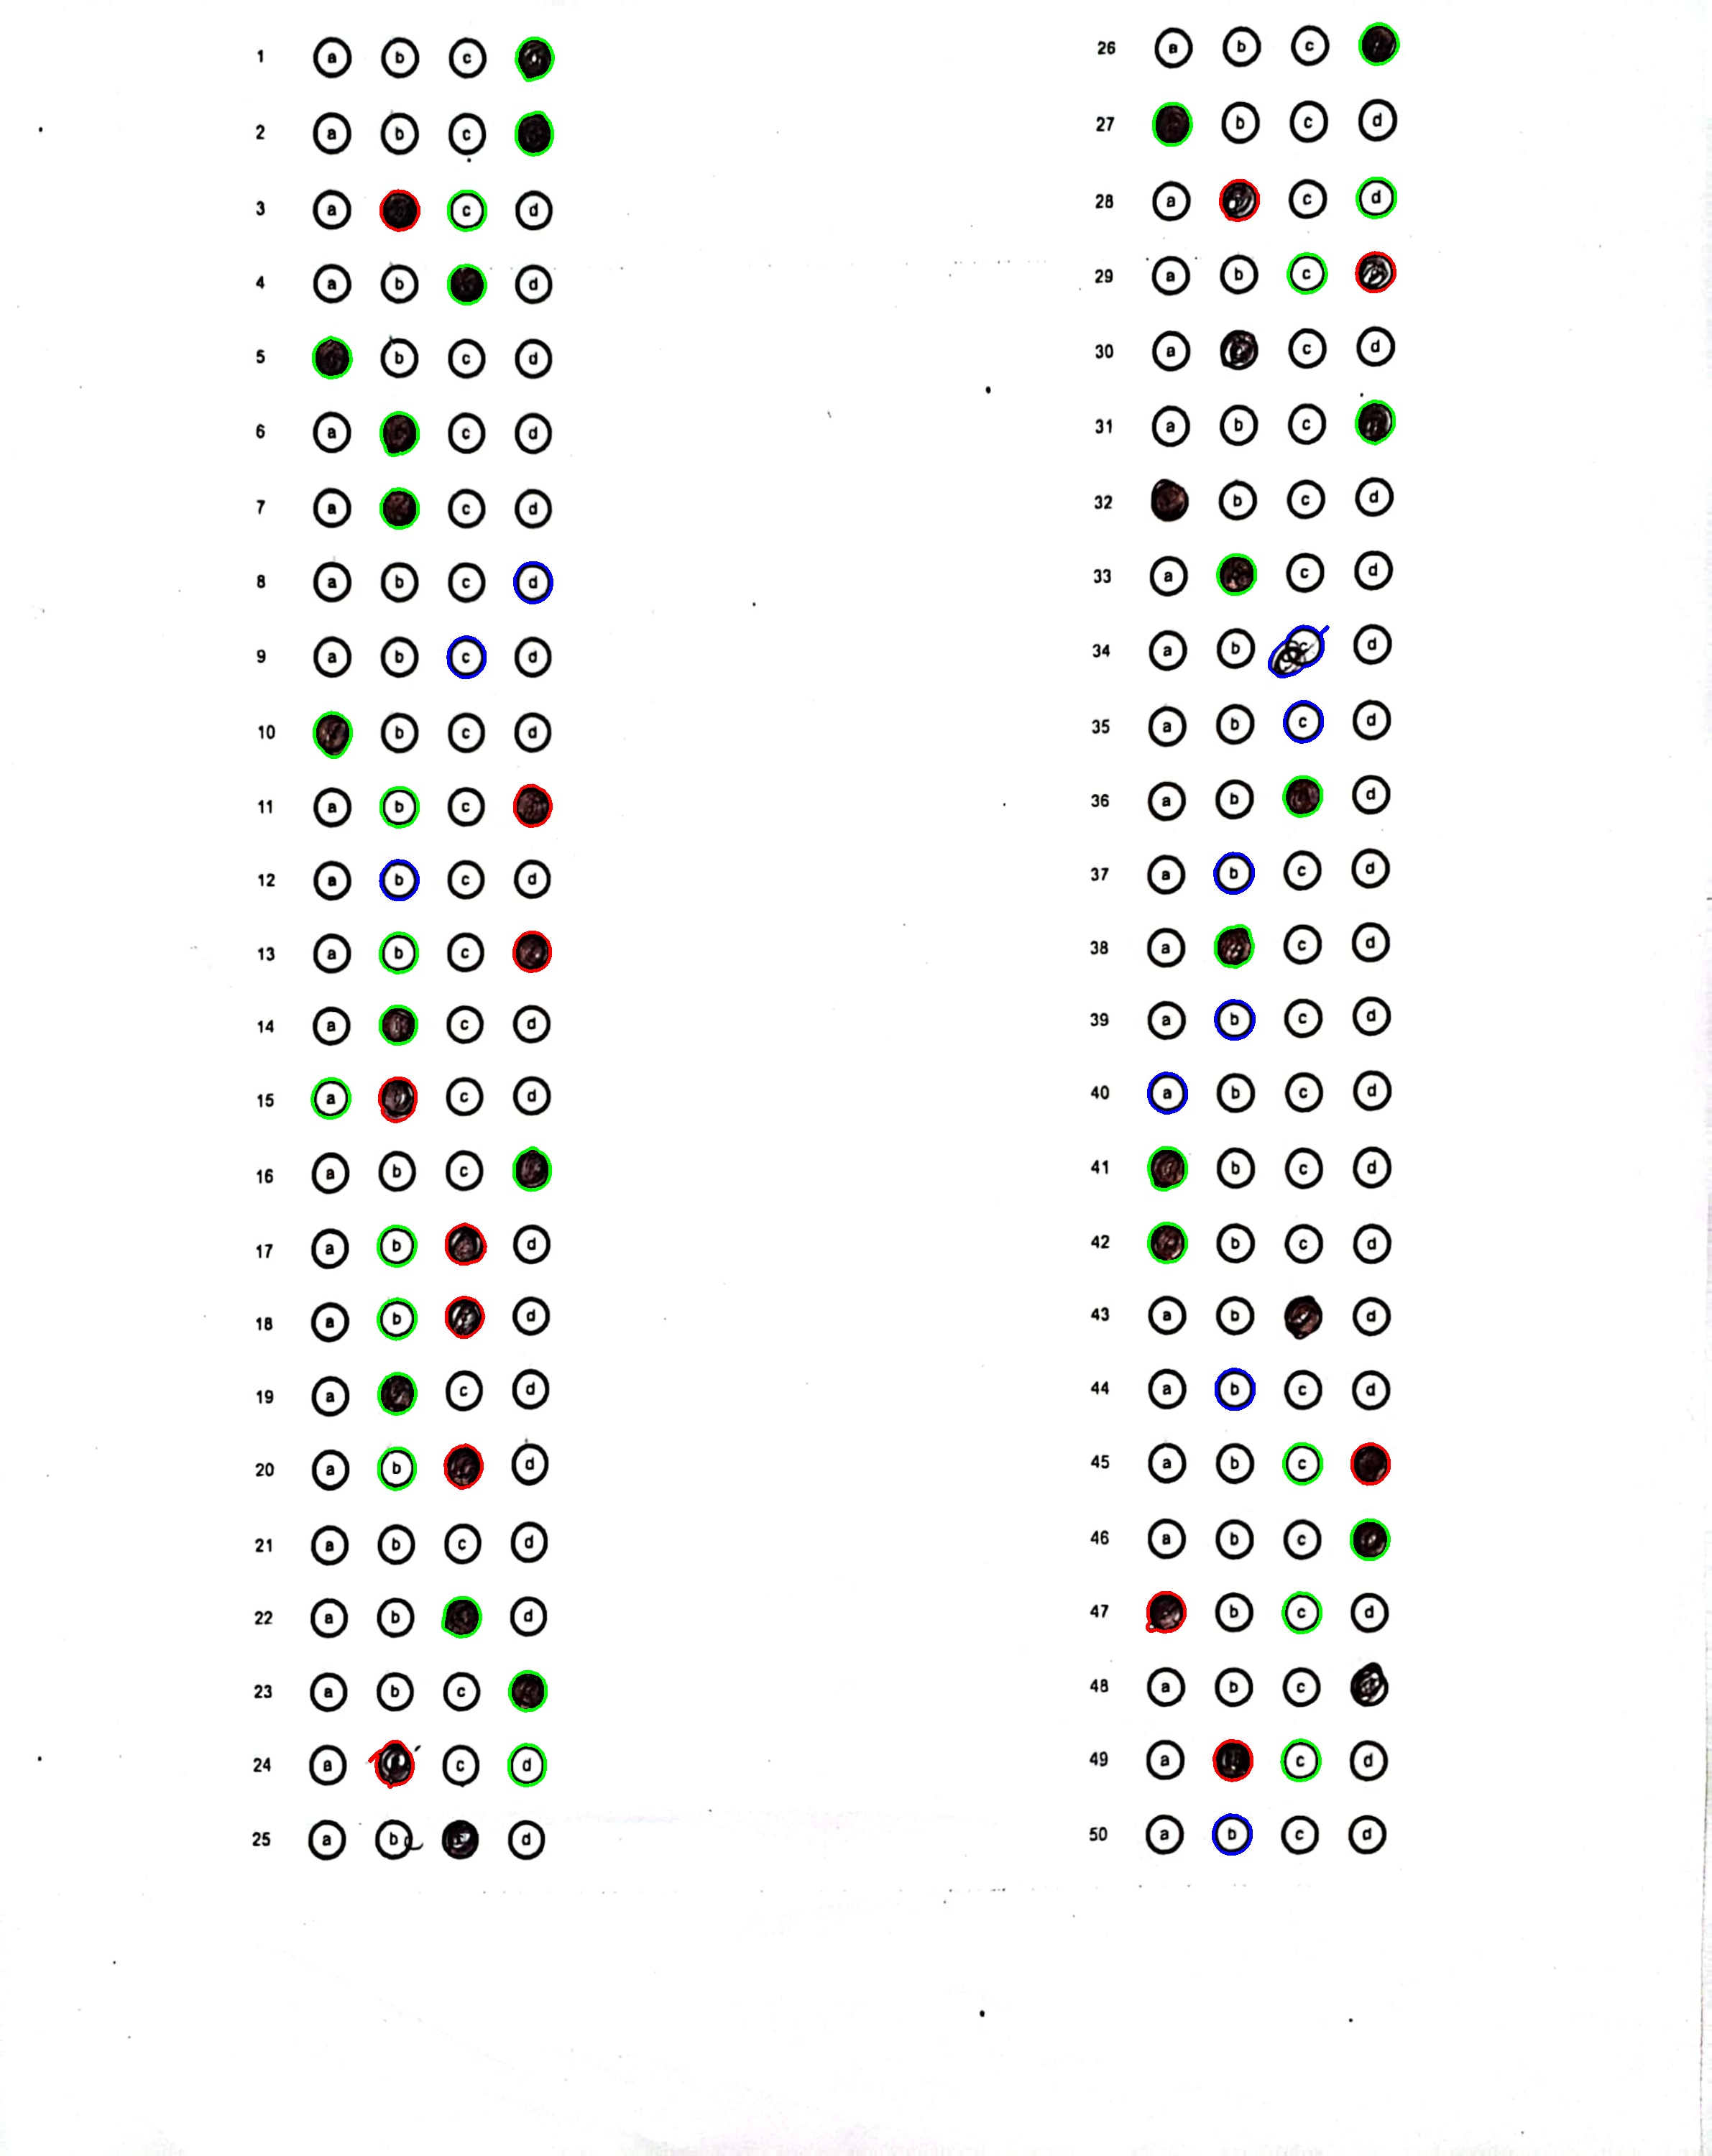 1 a b c
2 a b c
3 a c d
4 a b d
5 b c d
6 a c d
7 a c d
8 a b c d
9 a b c d
10 b c d
11 a b c
12 a b c d
13 a b c
14 a c d
15 a c d
16 a b c
17 a b d
18 a b d
19 a c d
20 a b d
21 a b c d
22 a b d
23 a b c
24 a c d
25 a b d
26 a b c
27 b c d
28 a c d
29 a b c
30 a c d
31 a b c
32 b c d
33 a c d
34 a b c d
35 a b c d
36 a b d
37 a b c d
38 a c d
39 a b c d
40 a b c d
41 b c d
42 b c d
43 a b d
44 a b c d
45 a b c
46 a b c
47 b c d
48 a b c
49 a c d
50 a b c d